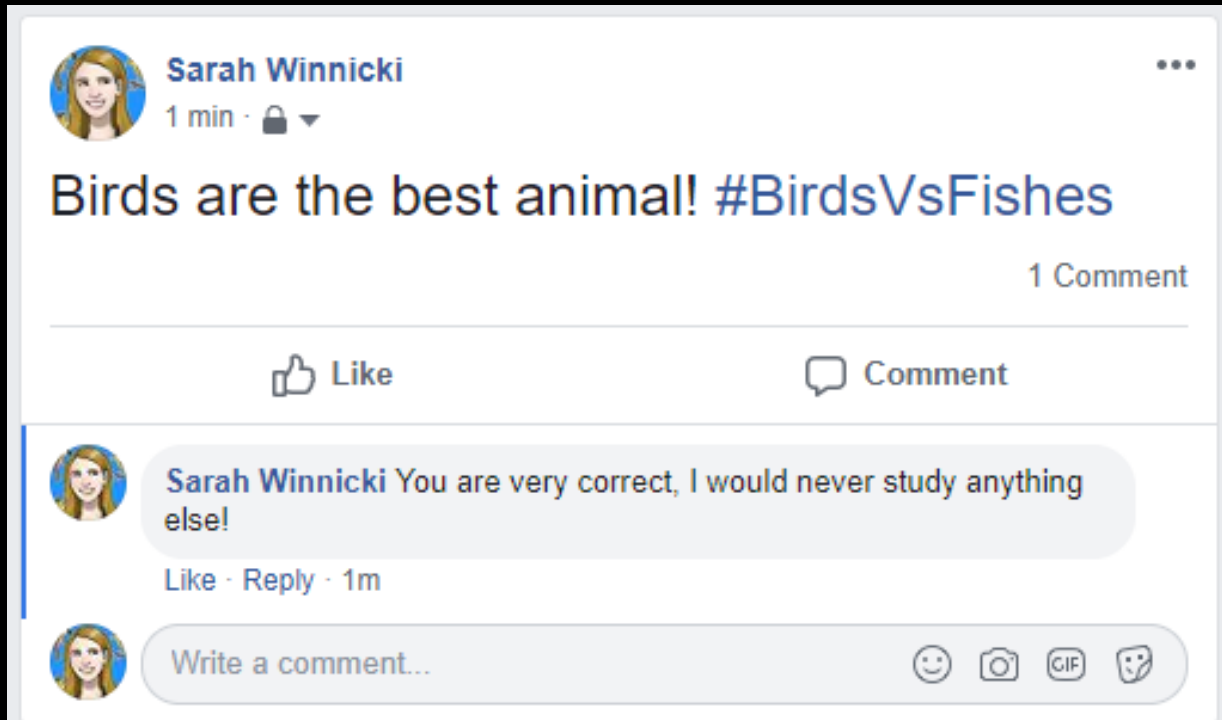 Sarah Winnicki
1 min ·
Birds are the best animal! #BirdsVsFishes
1 Comment
Like Comment
Sarah Winnicki You are very correct, I would never study anything
else!
Like · Reply · 1m
Write a comment...
GIF